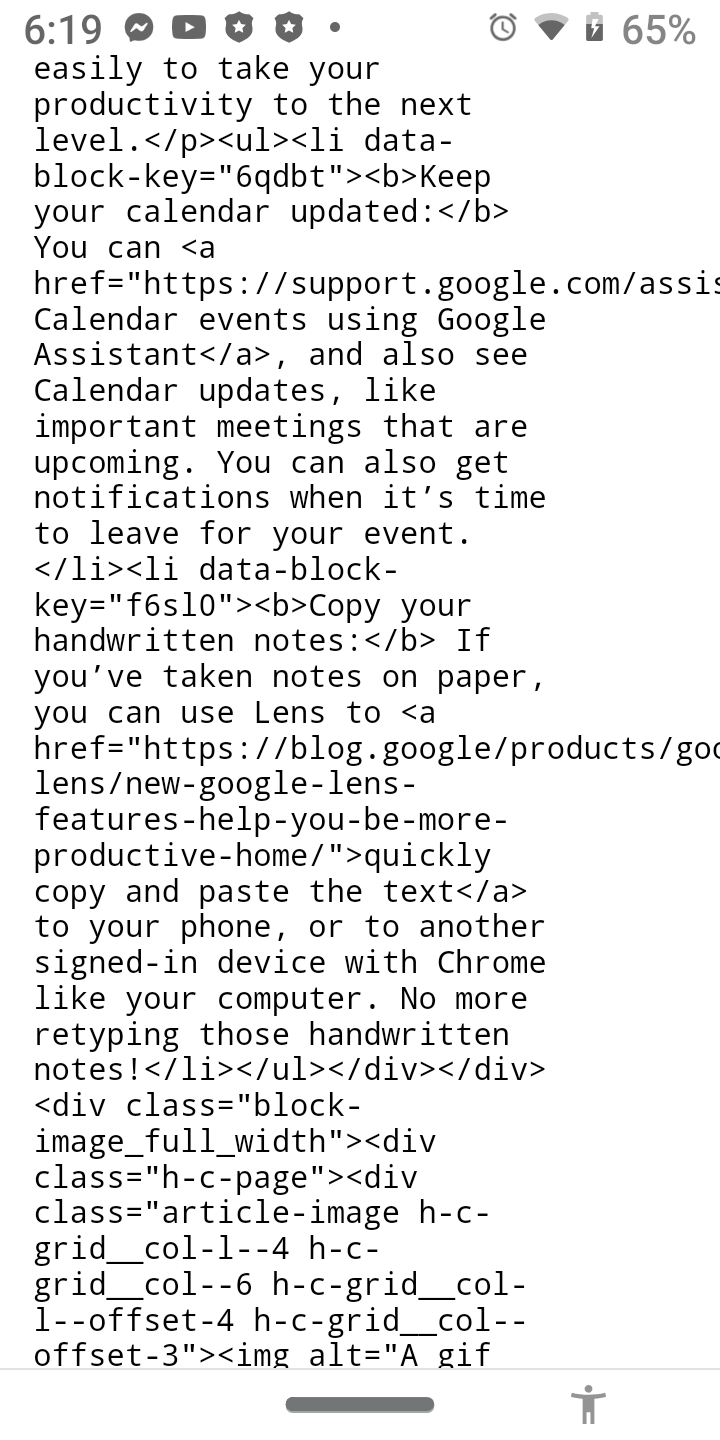 6:19 65%
easily to take your
productivity to the next
level.</p><ul><li data-
block-key="6qdbt"><b>Keep
your calendar updated:</b>
You can <a
href="https://support.google.com/assis
Calendar events using Google
Assistant</a>, and also see
Calendar updates, like
important meetings that are
upcoming. You can also get
notifications when it’s time
to leave for your event.
</li><li data-block-
key="f6sl0"><b>Copy your
handwritten notes:</b> If
you’ve taken notes on paper,
you can use Lens to <a
href="https://blog.google/products/goo
lens/new-google-lens-
features-help-you-be-more-
productive-home/">quickly
copy and paste the text</a>
to your phone, or to another
signed-in device with Chrome
like your computer. No more
retyping those handwritten
notes!</li></ul></div></div>
<div class="block-
image_full_width"><div
class="h-c-page"><div
class="article-image h-c-
grid__col-l--4 h-c-
grid__col--6 h-c-grid__col-
l--offset-4 h-c-grid__col--
offset-3"><img alt="A gif